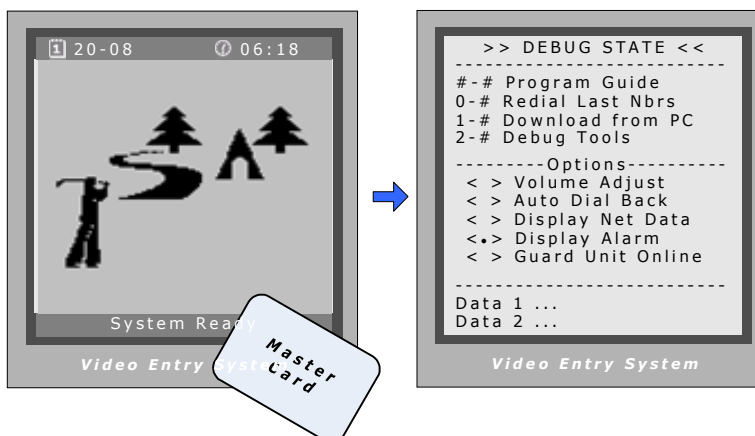 20-08 06:18
System Ready
Video Entry System
Master
Card
>> DEBUG STATE <<
---------------------------
#-# Program Guide
0-# Redial Last Nbrs
1-# Download from PC
2-# Debug Tools
---------Options----------
< > Volume Adjust
< > Auto Dial Back
< > Display Net Data
<•> Display Alarm
< > Guard Unit Online
---------------------------
Data 1 ...
Data 2 ...
Video Entry System